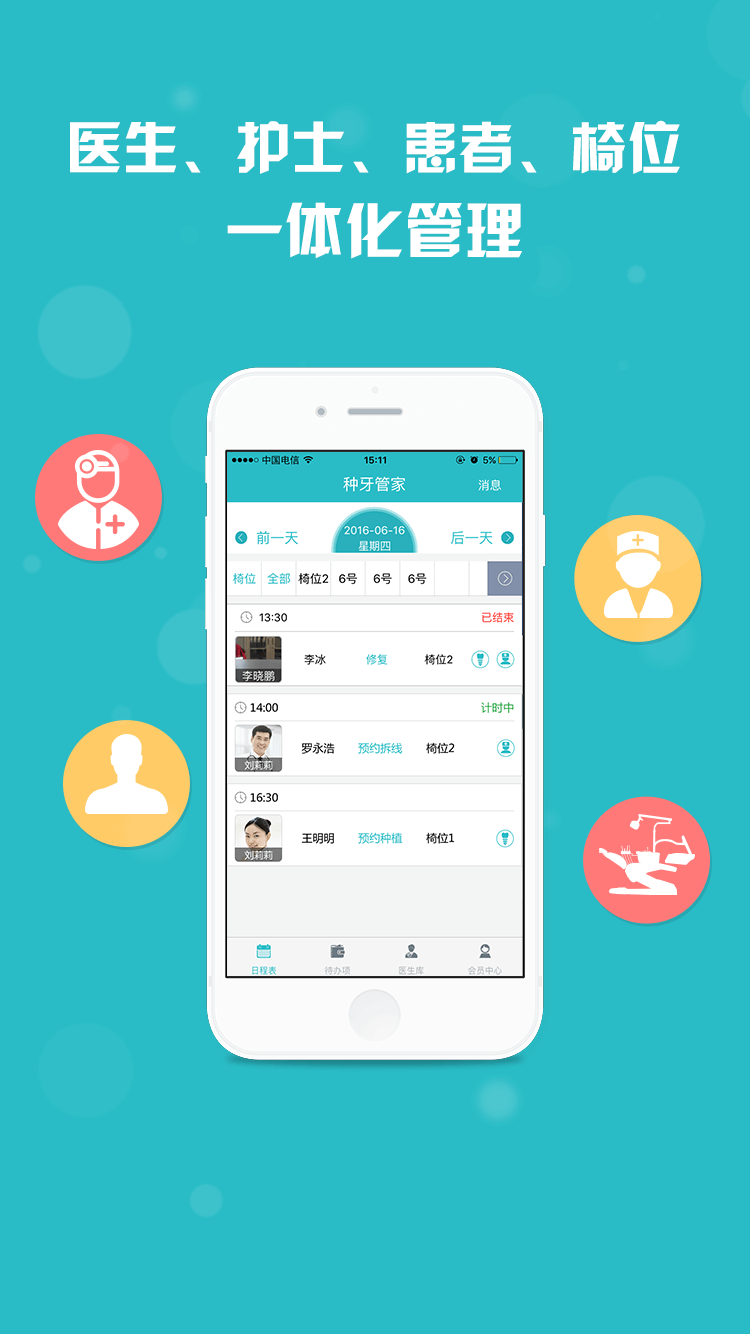 医生、护士、患者、椅位
一体化管理
中国电信 15:11 5%
种牙管家 消息
前一天 2016-06-16 后一天
星期四
椅位 全部 椅位2 6号 6号 6号
13:30 已结束
李冰 修复 椅位2
李晓鹏
14:00 计时中
罗永浩 预约拆线 椅位2
刘莉莉
16:30
王明明 预约种植 椅位1
刘莉莉
日程表 待办项 医生库 会员中心